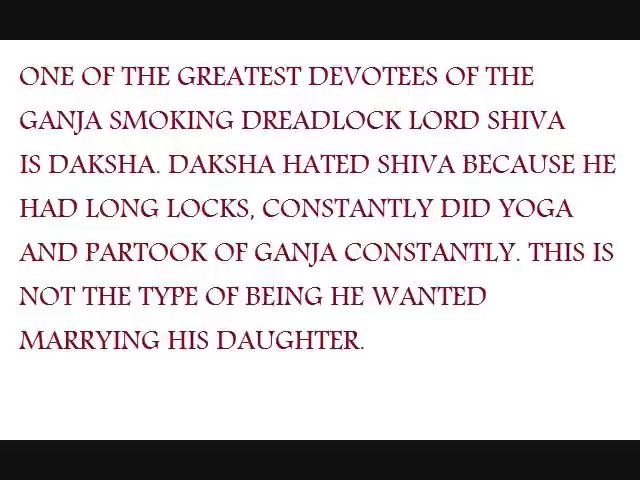 ONE OF THE GREATEST DEVOTEES OF THE
GANJA SMOKING DREADLOCK LORD SHIVA
IS DAKSHA. DAKSHA HATED SHIVA BECAUSE HE
HAD LONG LOCKS, CONSTANTLY DID YOGA
AND PARTOOK OF GANJA CONSTANTLY. THIS IS
NOT THE TYPE OF BEING HE WANTED
MARRYING HIS DAUGHTER.